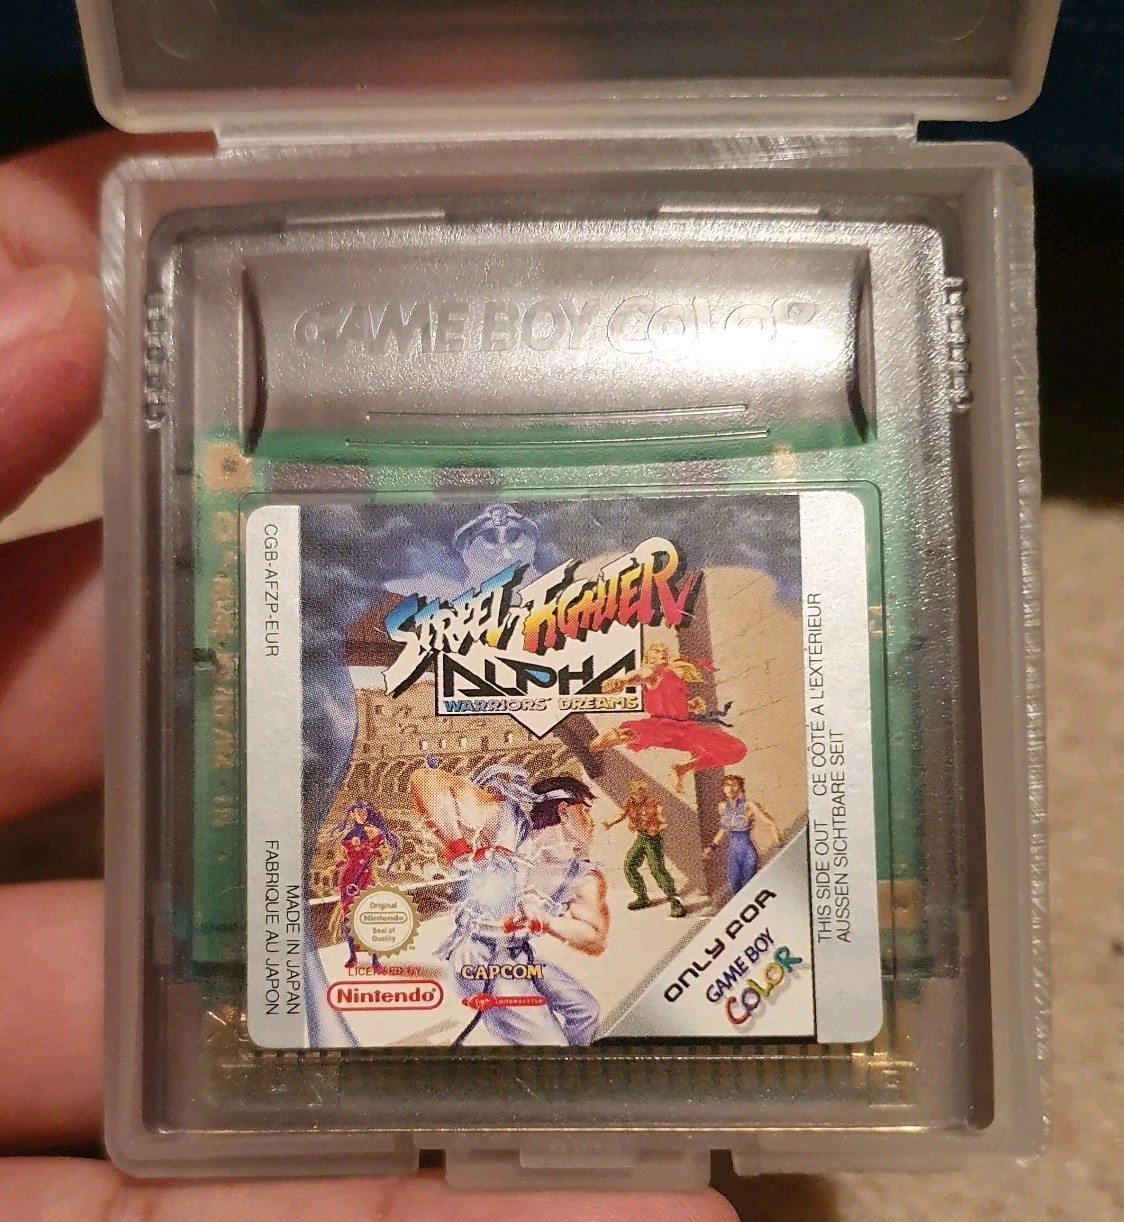 GAME BOY COLOR
CGB-AFZP-EUR
STREET FIGHTER
ALPHA
WARRIORS' DREAMS
THIS SIDE OUT CE CÔTÉ A L'EXTÉRIEUR
AUSSEN SICHTBARE SEIT
MADE IN JAPAN
FABRIQUE AU JAPON
Original
Nintendo
Seal of
Quality
LICENSED BY
Nintendo
CAPCOM
ONLY FOR
GAME BOY
COLOR